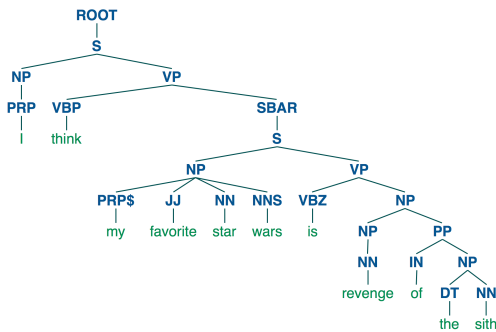 ROOT
S
NP VP
PRP VBP SBAR
I think S
NP VP
PRP$ JJ NN NNS VBZ NP
my favorite star wars is NP PP
NN IN NP
revenge of DT NN
the sith